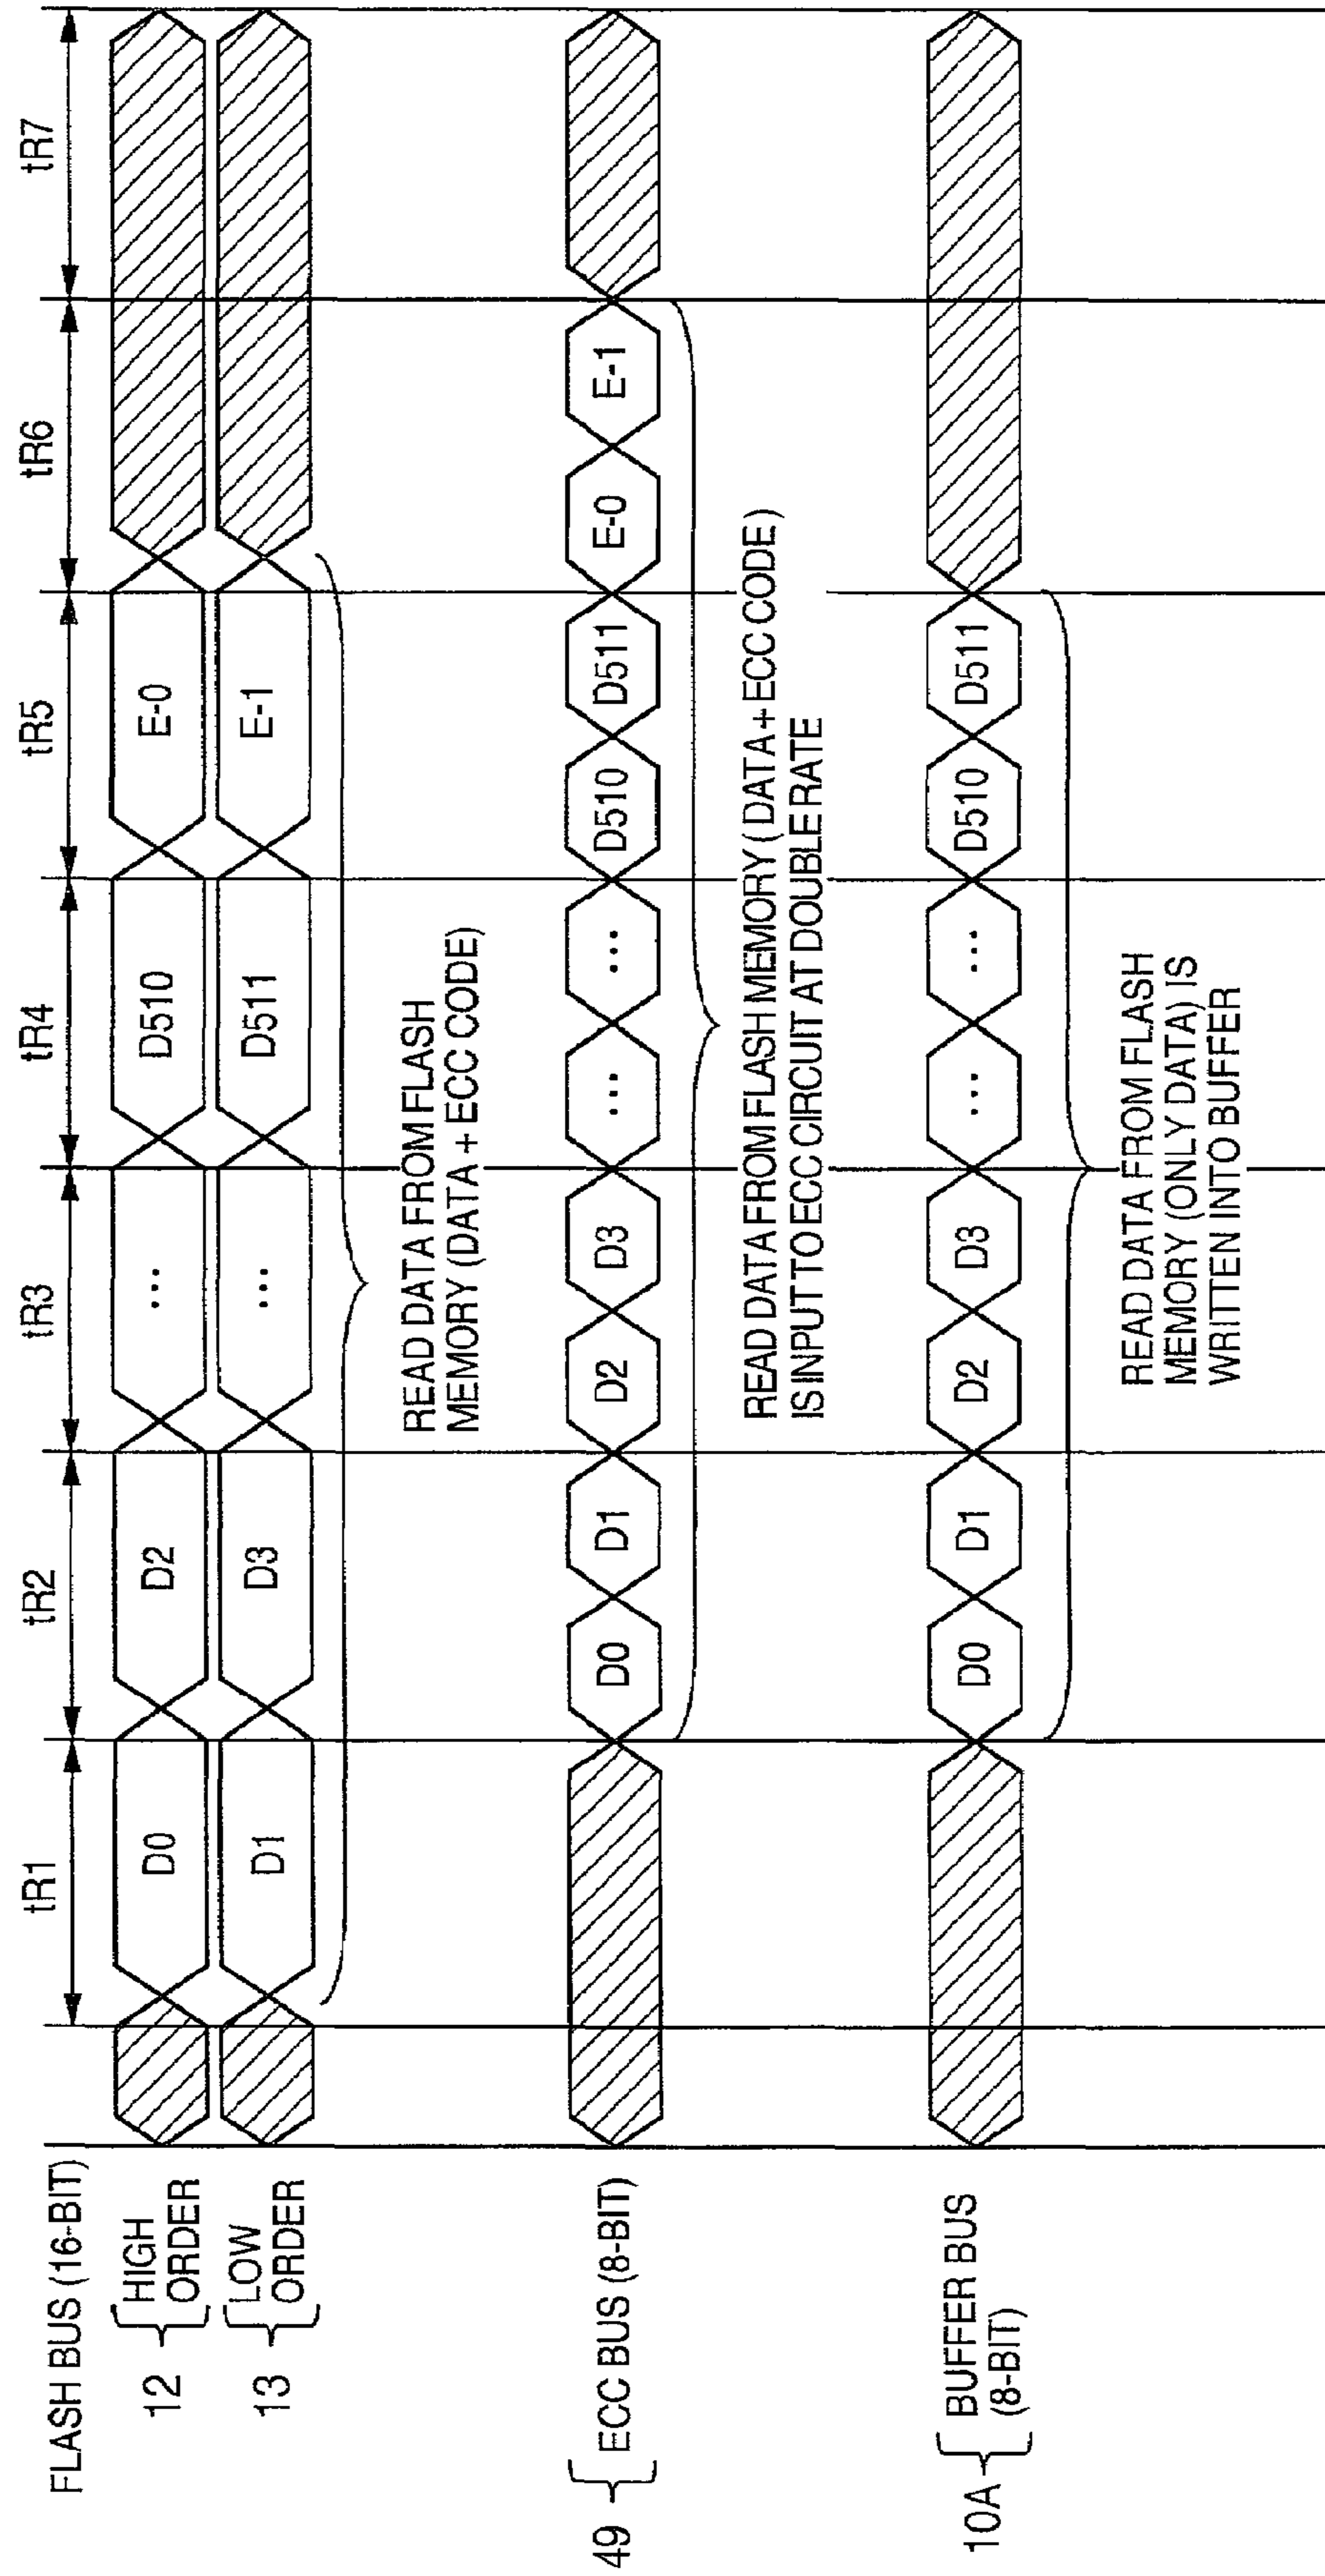 tR1 tR2 tR3 tR4 tR5 tR6 tR7
FLASH BUS (16-BIT)
12 HIGH
ORDER
D0 D2 ... D510 E-0
13 LOW
ORDER
D1 D3 ... D511 E-1
READ DATA FROM FLASH
MEMORY (DATA + ECC CODE)
49 ECC BUS (8-BIT)
D0 D1 D2 D3 ... ... D510 D511 E-0 E-1
READ DATA FROM FLASH MEMORY (DATA + ECC CODE)
IS INPUT TO ECC CIRCUIT AT DOUBLE RATE
10A BUFFER BUS
(8-BIT)
D0 D1 D2 D3 ... ... D510 D511
READ DATA FROM FLASH
MEMORY (ONLY DATA) IS
WRITTEN INTO BUFFER